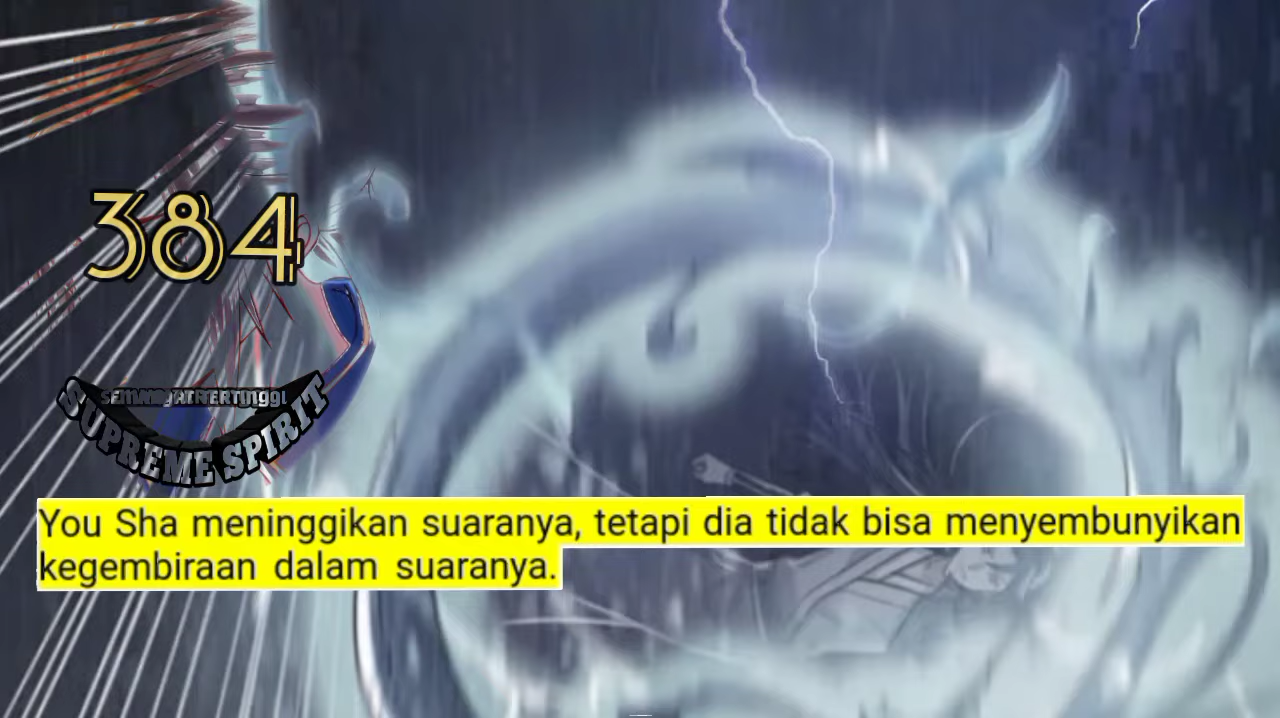 384
SUPREME SPIRIT
You Sha meninggikan suaranya, tetapi dia tidak bisa menyembunyikan
kegembiraan dalam suaranya.